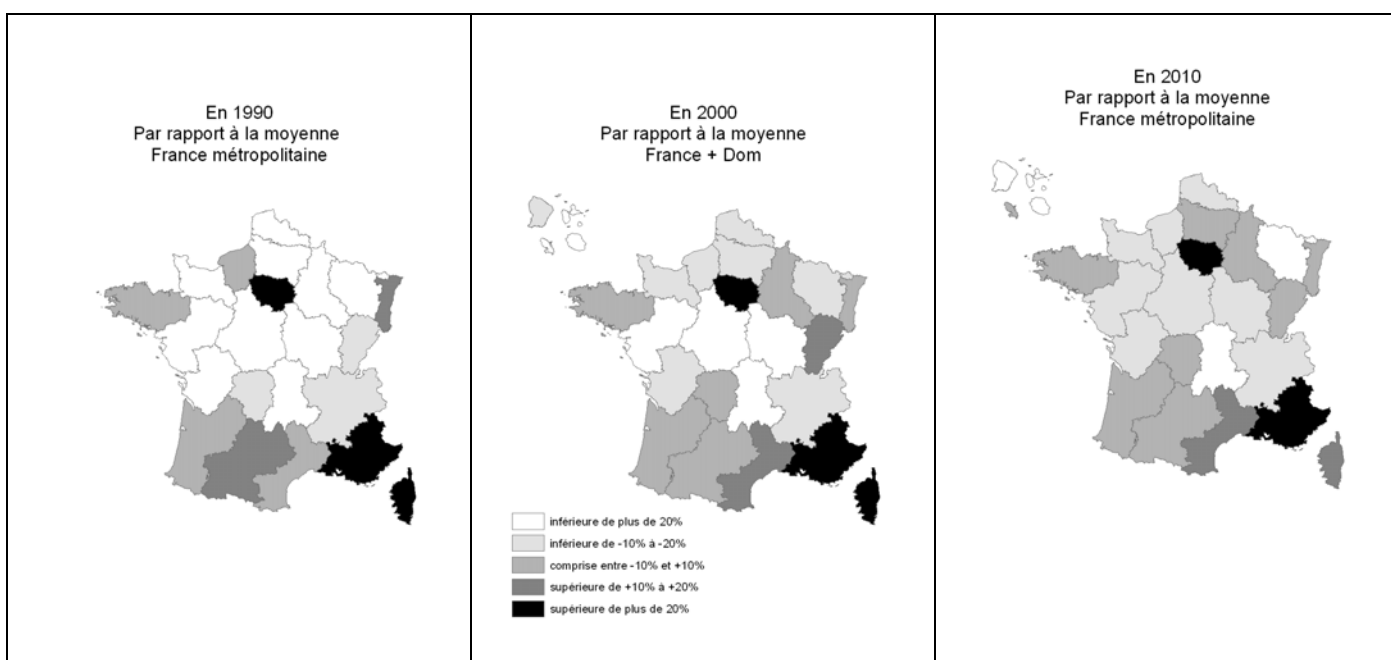 En 1990
Par rapport à la moyenne
France métropolitaine
En 2000
Par rapport à la moyenne
France + Dom
inférieure de plus de 20%
inférieure de -10% à -20%
comprise entre -10% et +10%
supérieure de +10% à +20%
supérieure de plus de 20%
En 2010
Par rapport à la moyenne
France métropolitaine